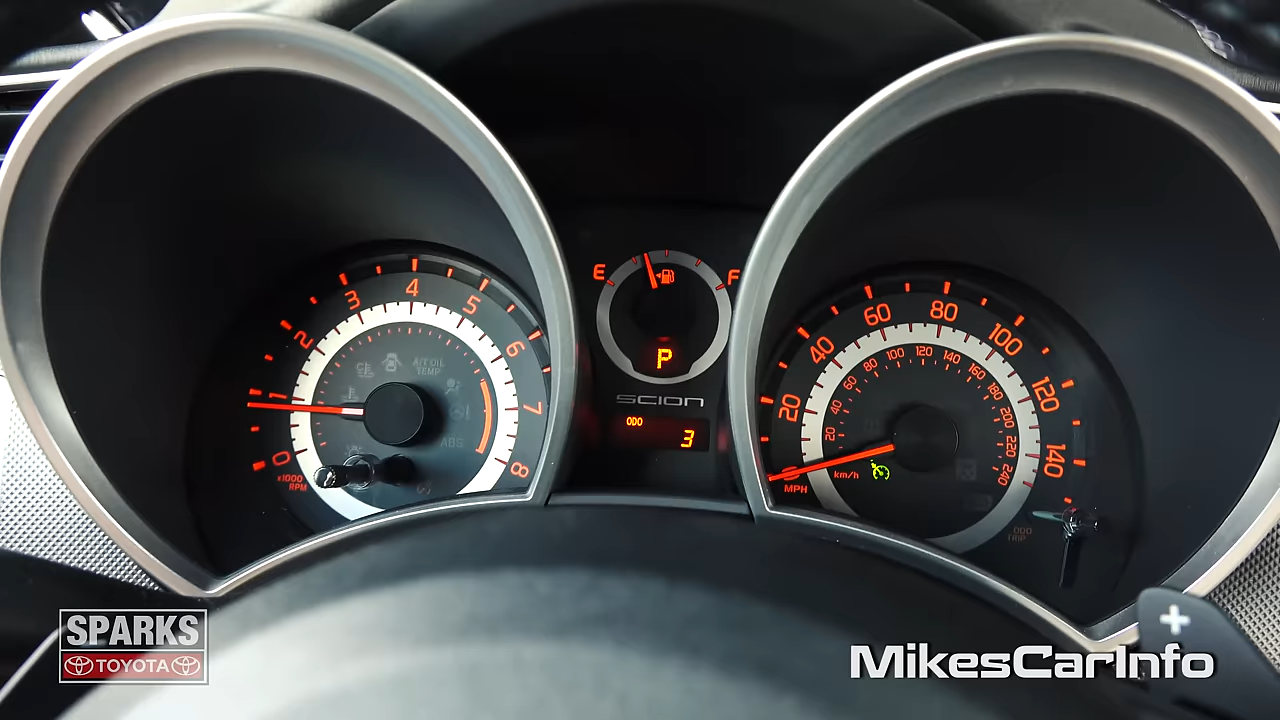 0
1
2
3
4
5
6
7
8
x1000
RPM
A/T OIL
TEMP
ABS
E
F
P
SCION
ODO
3
20
40
60
80
100
120
140
MPH
20
40
60
80
100
120
140
160
180
200
220
240
km/h
ODO
TRIP
+
SPARKS
TOYOTA
MikesCarInfo